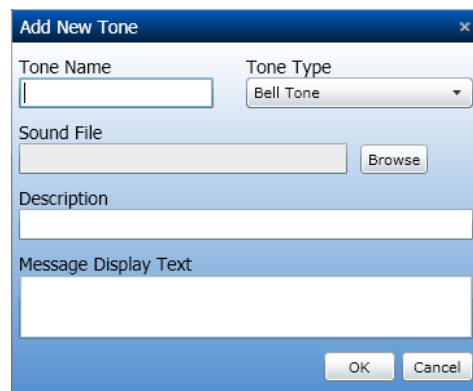 Add New Tone
Tone Name Tone Type
Bell Tone
Sound File
Browse
Description
Message Display Text
OK Cancel